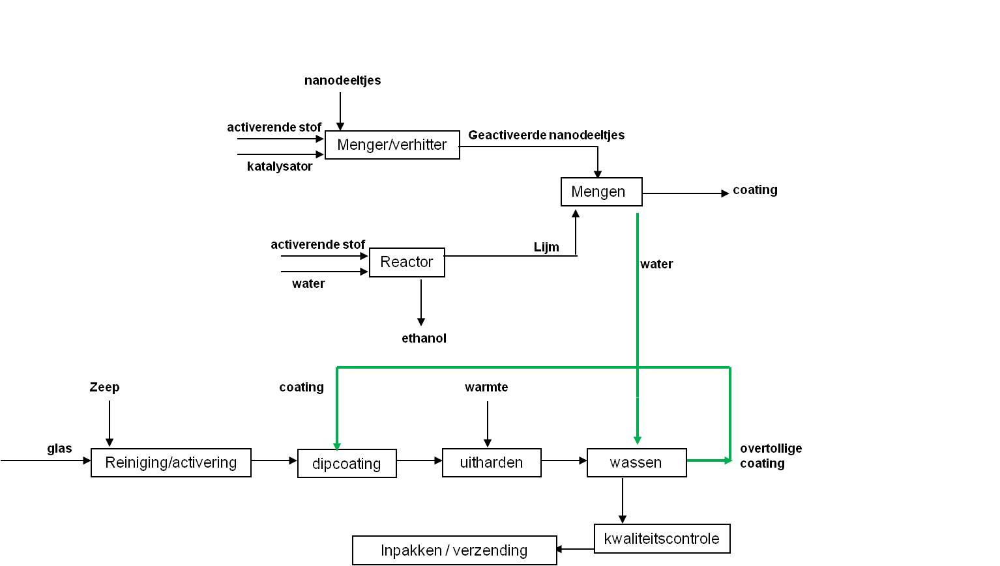 nanodeeltjes
activerende stof
Menger/verhitter
Geactiveerde nanodeeltjes
katalysator
Mengen
coating
activerende stof
Reactor
Lijm
water
water
ethanol
Zeep
coating
warmte
glas
Reiniging/activering
dipcoating
uitharden
wassen
overtollige
coating
kwaliteitscontrole
Inpakken / verzending